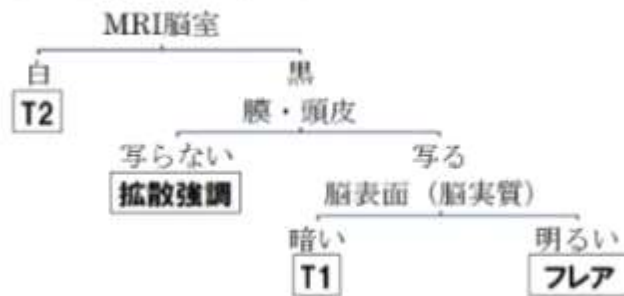 MRI脳室
白 黒
T2
膜・頭皮
写らない 写る
拡散強調
脳表面(脳実質)
暗い 明るい
T1 フレア